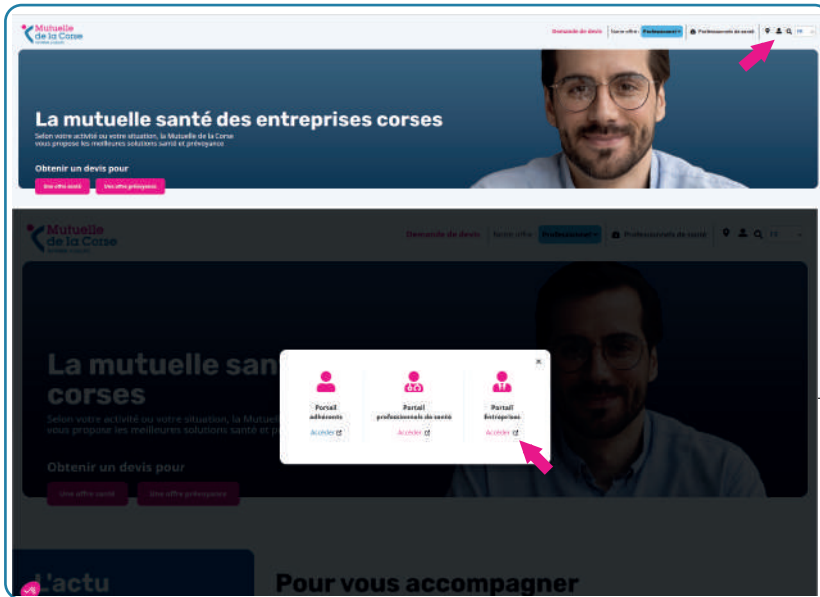 Mutuelle
de la Corse
Demande de devis
Notre offre :
Professionnel
Professionnels de santé
FR
La mutuelle santé des entreprises corses
Selon votre activité ou votre situation, la Mutuelle de la Corse
vous propose les meilleures solutions santé et prévoyance
Obtenir un devis pour
Une offre santé
Une offre prévoyance
Mutuelle
de la Corse
Demande de devis
Notre offre :
Professionnel
Professionnels de santé
FR
La mutuelle san
corses
Selon votre activité ou votre situation, la Mutuel
vous propose les meilleures solutions santé et p
Obtenir un devis pour
Une offre santé
Une offre prévoyance
Portail
adhérents
Accéder
Portail
professionnels de santé
Accéder
Portail
Entreprises
Accéder
L'actu
Pour vous accompagner